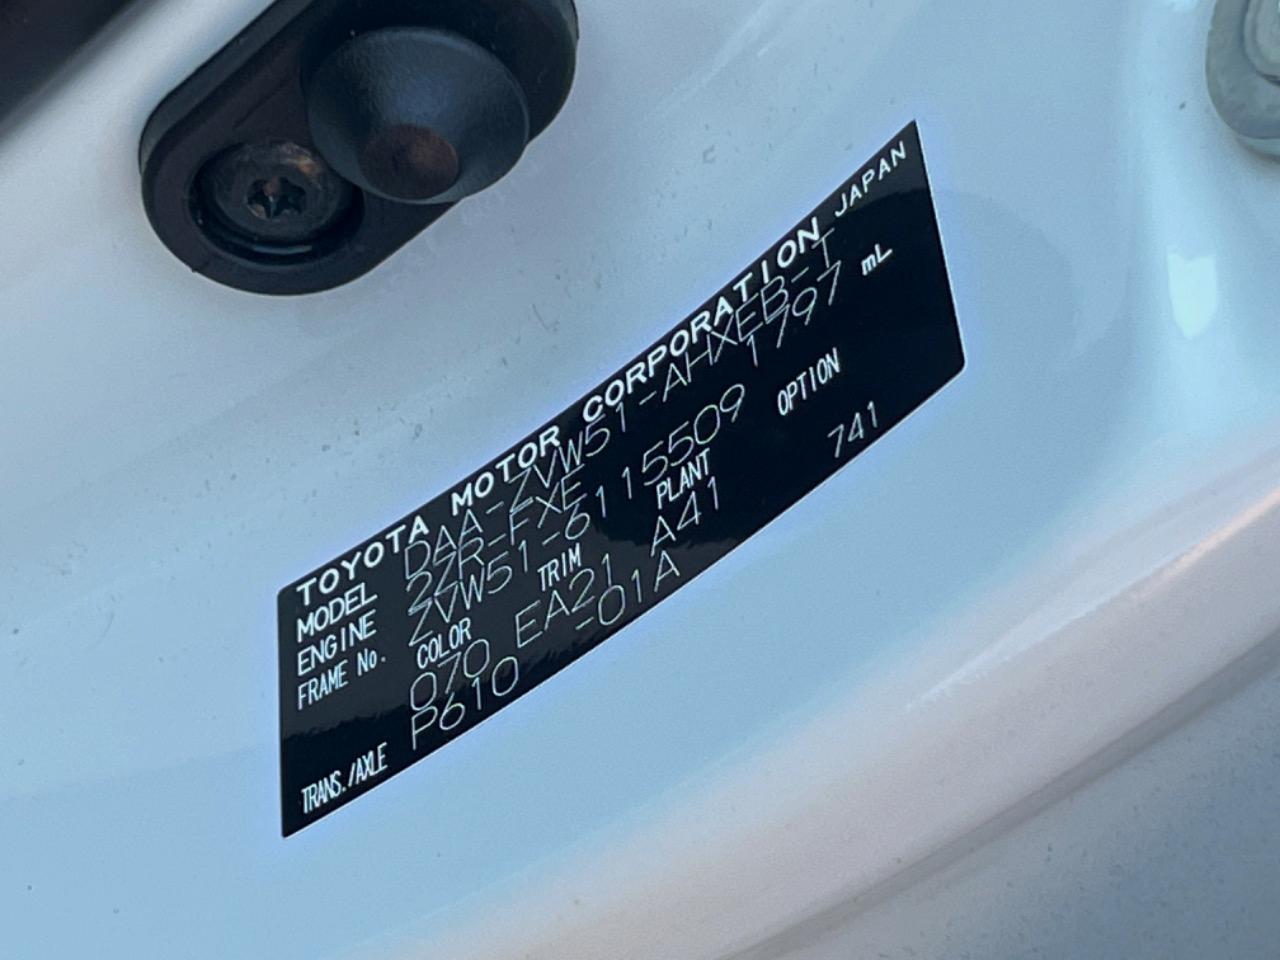 TOYOTA MOTOR CORPORATION JAPAN
MODEL DAA-ZVW51-AHXEB-T
ENGINE 2ZR-FXE 1797 mL
FRAME No. ZVW51-6115509
COLOR TRIM PLANT OPTION
070 EA21 A41 741
TRANS./AXLE P610 -01A